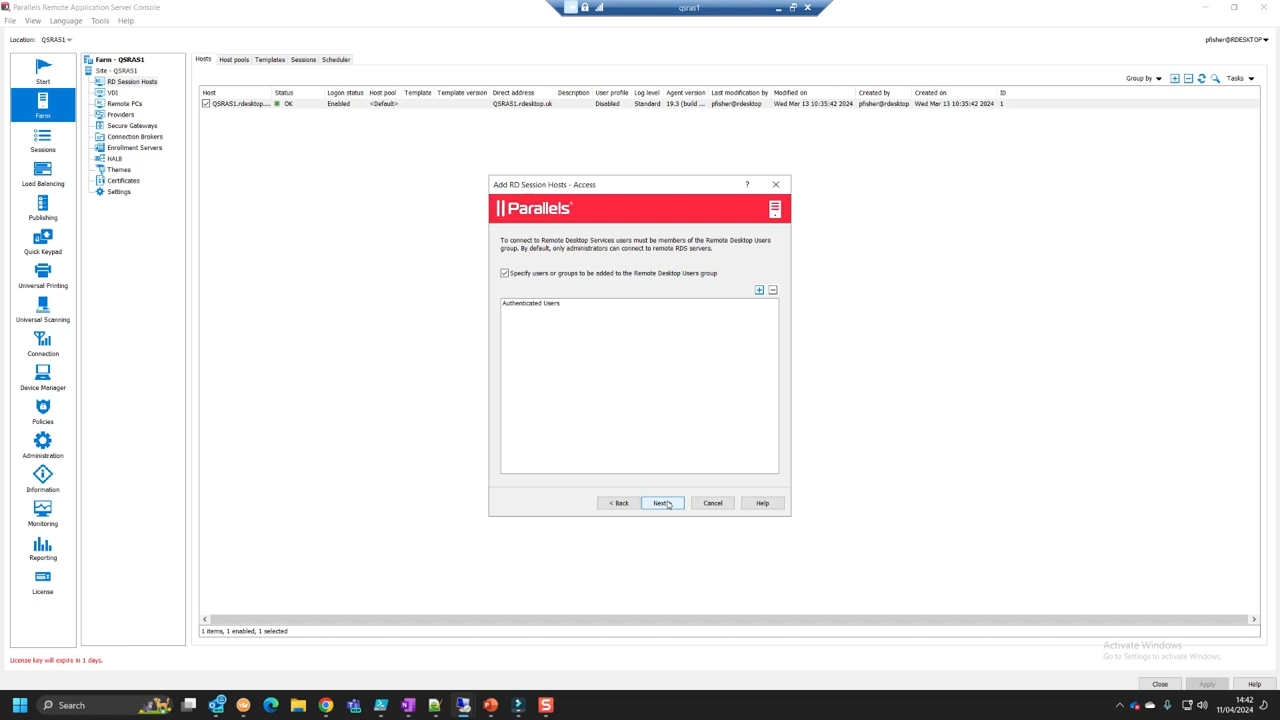 Parallels Remote Application Server Console
qsras1
File View Language Tools Help
Location: QSRAS1
pfisher@RDESKTOP
Start
Farm
Sessions
Load Balancing
Publishing
Quick Keypad
Universal Printing
Universal Scanning
Connection
Device Manager
Policies
Administration
Information
Monitoring
Reporting
License
Farm - QSRAS1
Site - QSRAS1
RD Session Hosts
VDI
Remote PCs
Providers
Secure Gateways
Connection Brokers
Enrollment Servers
HALB
Themes
Certificates
Settings
Hosts Host pools Templates Sessions Scheduler
Group by Tasks
Host Status Logon status Host pool Template Template version Direct address Description User profile Log level Agent version Last modification by Modified on Created by Created on ID
QSRAS1.rdesktop.... OK Enabled <Default> QSRAS1.rdesktop.uk Disabled Standard 19.3 (build ... pfisher@rdesktop Wed Mar 13 10:35:42 2024 pfisher@rdesktop Wed Mar 13 10:35:42 2024 1
Add RD Session Hosts - Access ?
Parallels®
To connect to Remote Desktop Services users must be members of the Remote Desktop Users
group. By default, only administrators can connect to remote RDS servers.
Specify users or groups to be added to the Remote Desktop Users group
Authenticated Users
< Back Next Cancel Help
1 items, 1 enabled, 1 selected
Activate Windows
Go to Settings to activate Windows.
License key will expire in 1 days.
Close Apply Help
Search
14:42
11/04/2024